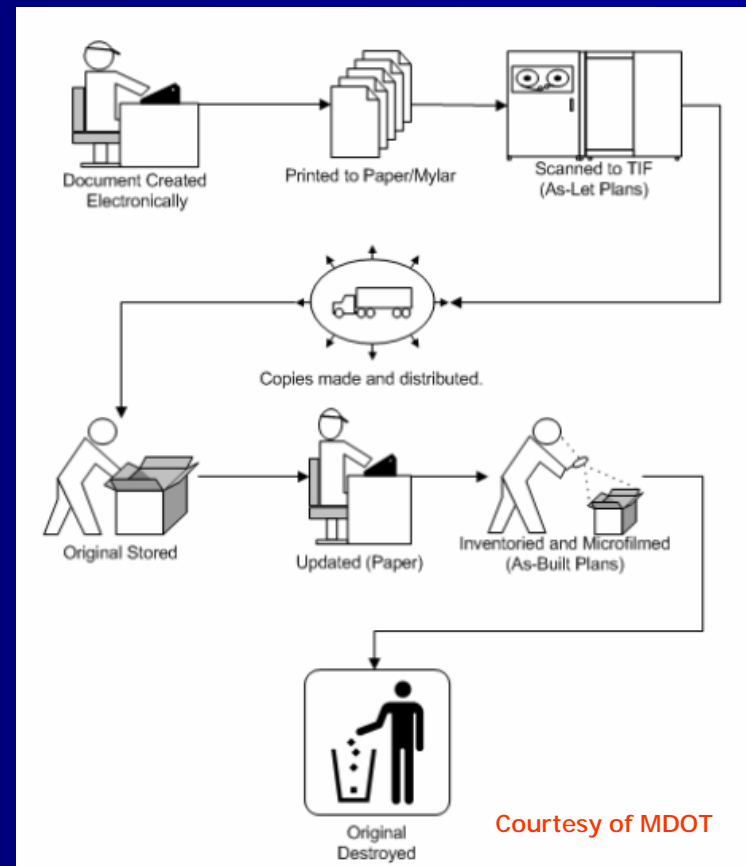 Document Created
Electronically
Printed to Paper/Mylar
Scanned to TIF
(As-Let Plans)
Copies made and distributed.
Original Stored
Updated (Paper)
Inventoried and Microfilmed
(As-Built Plans)
Original
Destroyed
Courtesy of MDOT